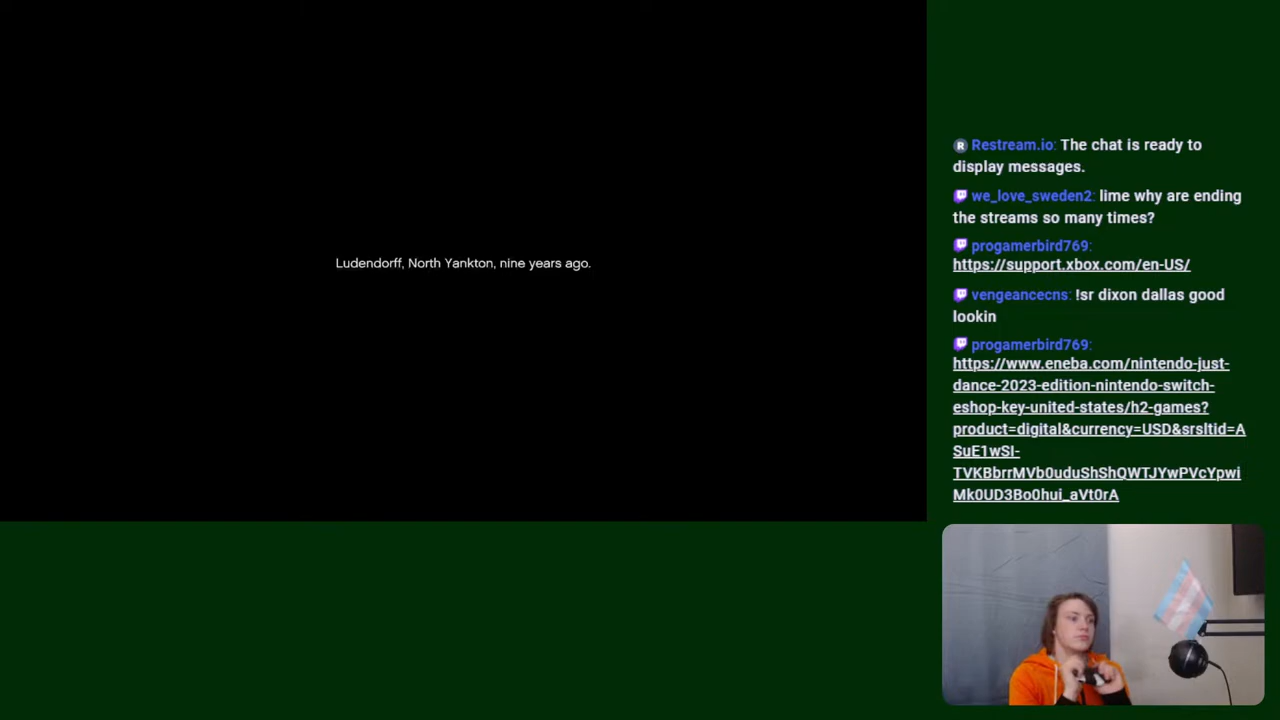 Ludendorff, North Yankton, nine years ago.
R Restream.io: The chat is ready to
display messages.
we_love_sweden2: lime why are ending
the streams so many times?
progamerbird769:
https://support.xbox.com/en-US/
vengeancecns: !sr dixon dallas good
lookin
progamerbird769:
https://www.eneba.com/nintendo-just-
dance-2023-edition-nintendo-switch-
eshop-key-united-states/h2-games?
product=digital&currency=USD&srsltid=A
SuE1wSI-
TVKBbrrMVb0uduShShQWTJYwPVcYpwi
Mk0UD3Bo0hui_aVt0rA